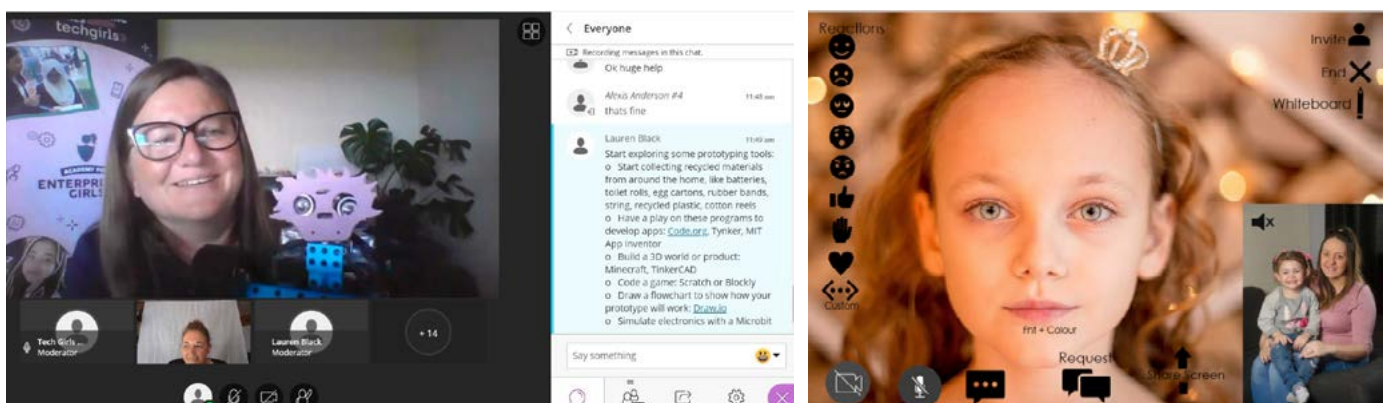 techgirls
ACADEMY FOR
ENTERPRI
GIRLS
Tech Girls ...
Moderator
Lauren Black
Moderator
+ 14
Everyone
Recording messages in this chat.
Ok huge help
Alexis Anderson #4
11:48 am
thats fine
Lauren Black
11:49 am
Start exploring some prototyping tools:
o Start collecting recycled materials
from around the home, like batteries,
toilet rolls, egg cartons, rubber bands,
string, recycled plastic, cotton reels
o Have a play on these programs to
develop apps: Code.org, Tynker, MIT
App Inventor
o Build a 3D world or product:
Minecraft, TinkerCAD
o Code a game: Scratch or Blockly
o Draw a flowchart to show how your
prototype will work: Draw.io
o Simulate electronics with a Microbit
Say something
Reactions
Custom
Invite
End
Whiteboard
Fnt + Colour
Request
Share Screen